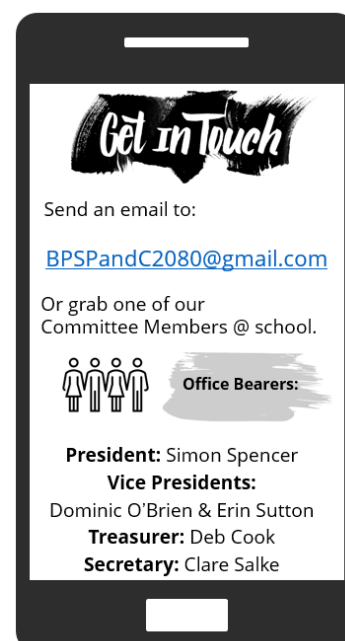 Get In Touch
Send an email to:
BPSPandC2080@gmail.com
Or grab one of our
Committee Members @ school.
Office Bearers:
President: Simon Spencer
Vice Presidents:
Dominic O'Brien & Erin Sutton
Treasurer: Deb Cook
Secretary: Clare Salke